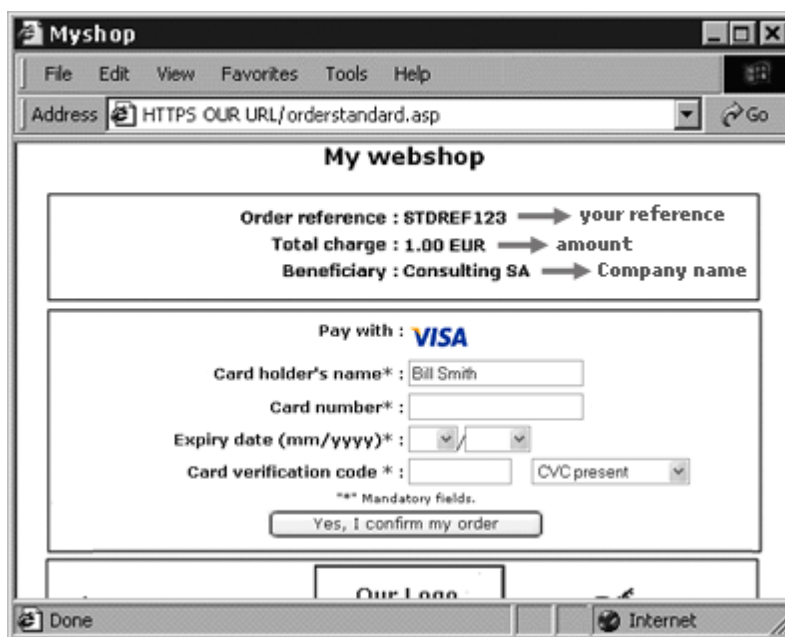 Myshop
File Edit View Favorites Tools Help
Address HTTPS OUR URL/orderstandard.asp Go
My webshop
Order reference : STDREF123 your reference
Total charge : 1.00 EUR amount
Beneficiary : Consulting SA Company name
Pay with : VISA
Card holder's name* : Bill Smith
Card number* :
Expiry date (mm/yyyy)* : /
Card verification code * : CVC present
"*" Mandatory fields.
Yes, I confirm my order
Our Logo
Done Internet